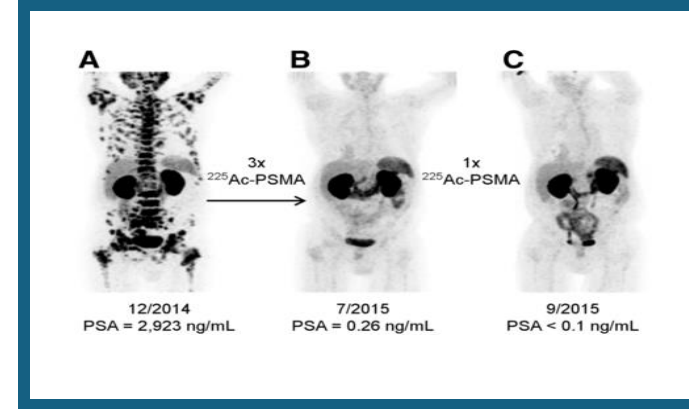 A
B
C
3x
²²⁵Ac-PSMA
1x
²²⁵Ac-PSMA
12/2014
PSA = 2,923 ng/mL
7/2015
PSA = 0.26 ng/mL
9/2015
PSA < 0.1 ng/mL